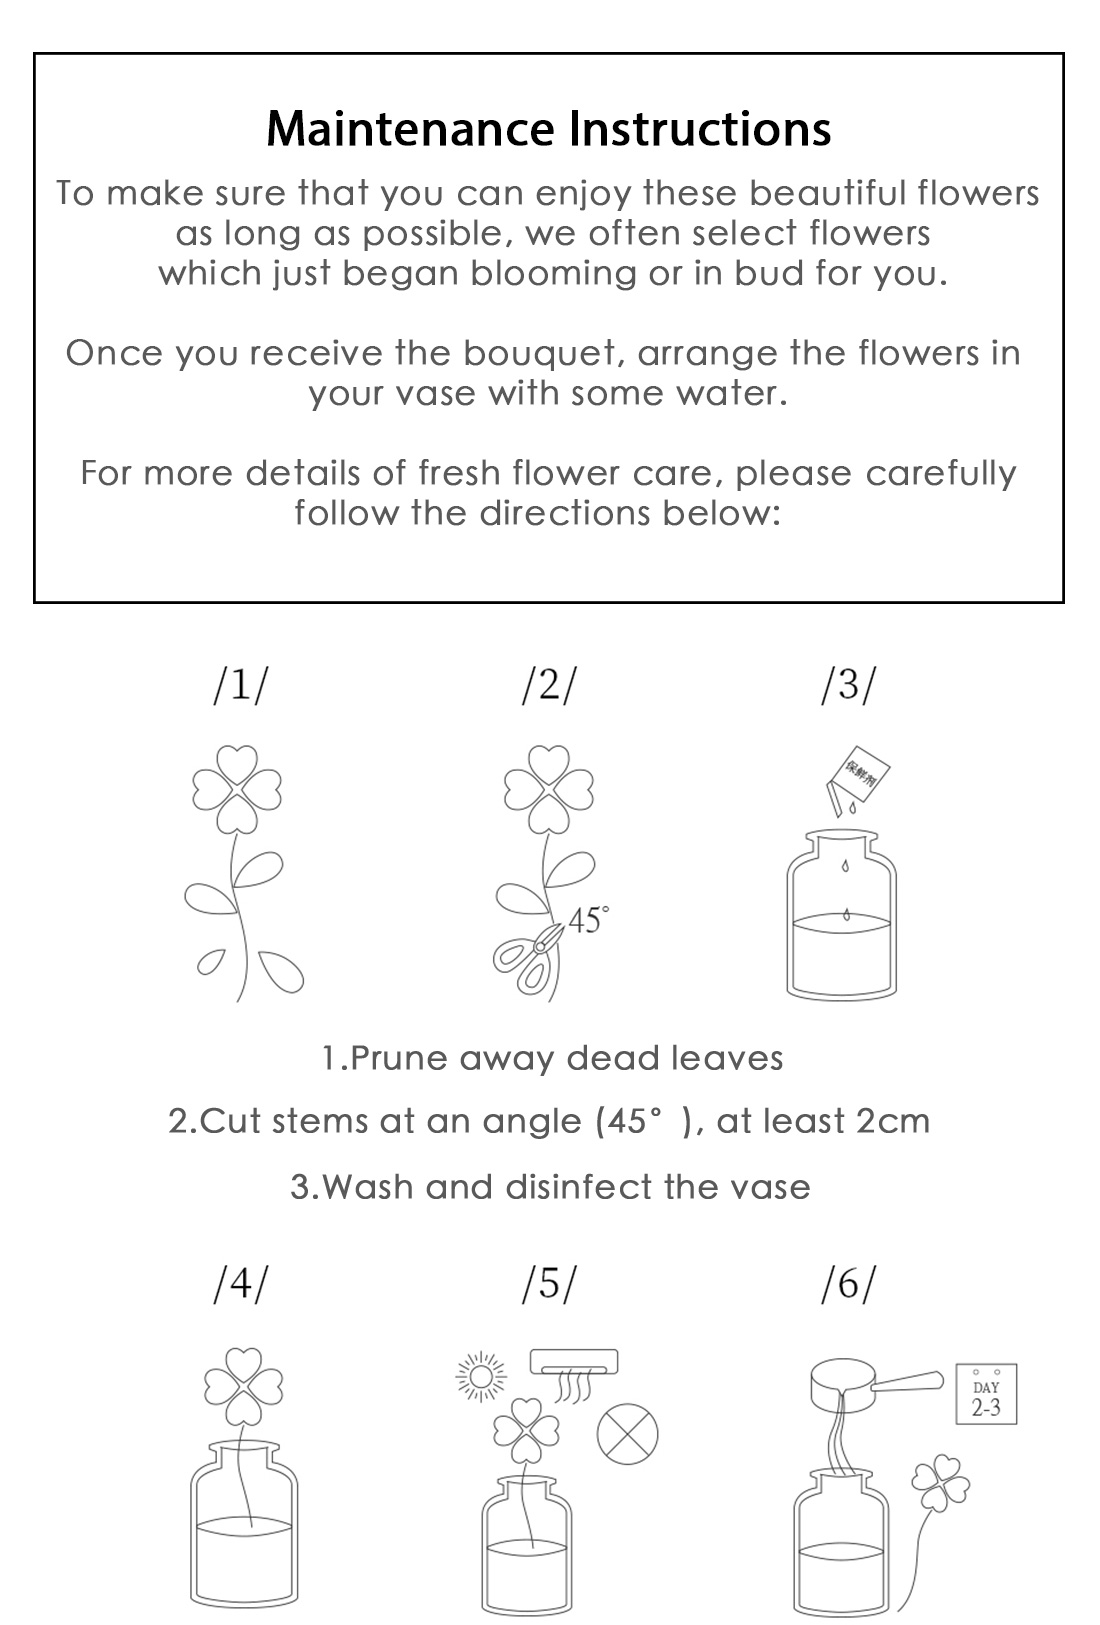 Maintenance Instructions
To make sure that you can enjoy these beautiful flowers
as long as possible, we often select flowers
which just began blooming or in bud for you.
Once you receive the bouquet, arrange the flowers in
your vase with some water.
For more details of fresh flower care, please carefully
follow the directions below:
/1/
/2/
/3/
保鲜剂
45°
1.Prune away dead leaves
2.Cut stems at an angle (45° ), at least 2cm
3.Wash and disinfect the vase
/4/
/5/
/6/
DAY
2-3